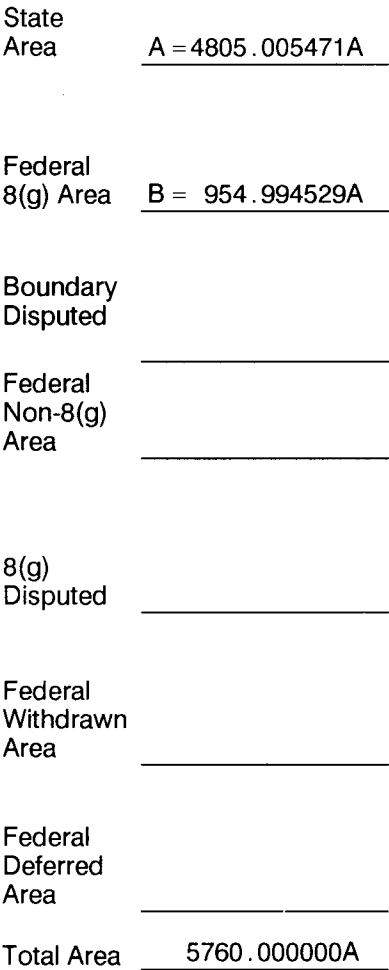 State
Area A = 4805.005471A
Federal
8(g) Area B = 954.994529A
Boundary
Disputed
Federal
Non-8(g)
Area
8(g)
Disputed
Federal
Withdrawn
Area
Federal
Deferred
Area
Total Area 5760.000000A